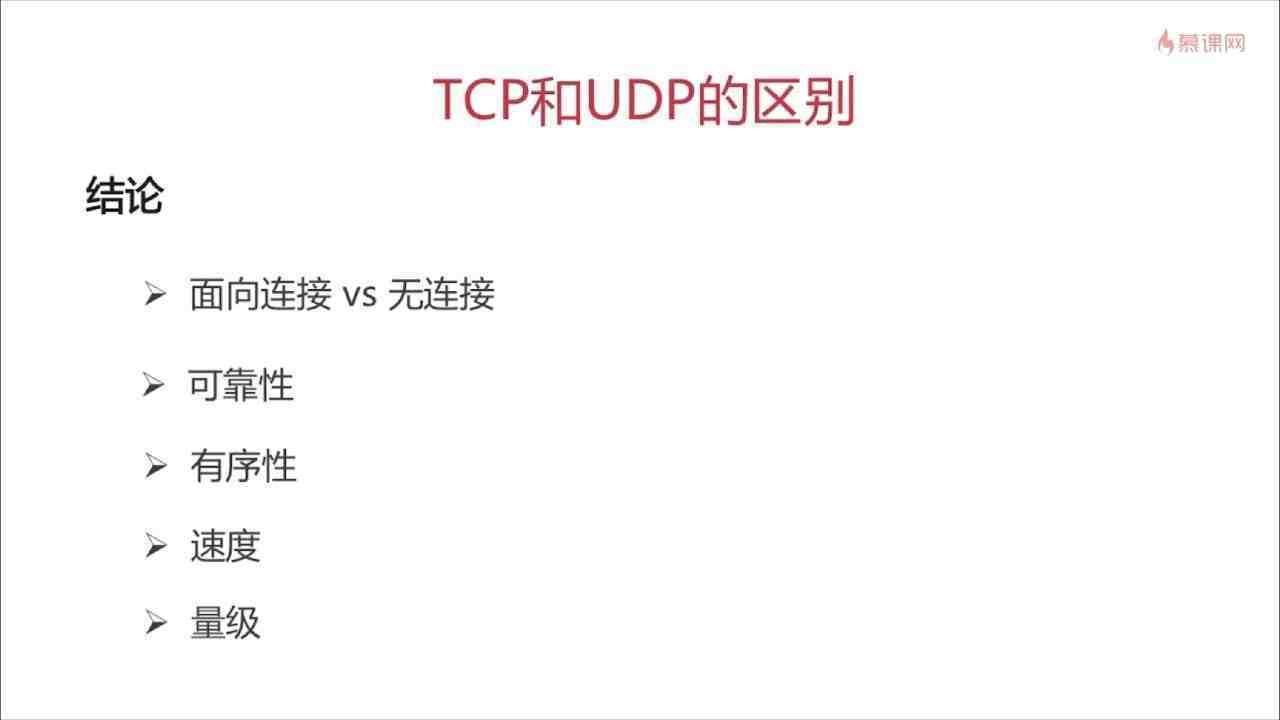 慕课网
TCP和UDP的区别
结论
面向连接 vs 无连接
可靠性
有序性
速度
量级